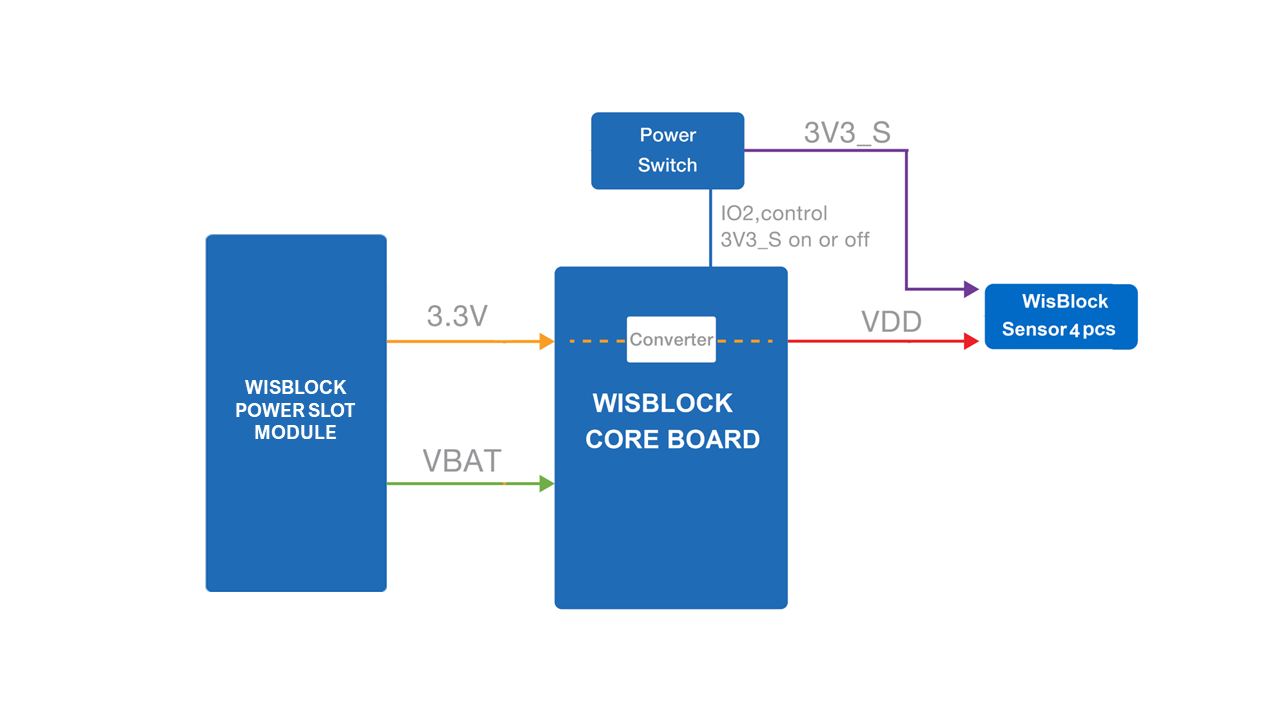 Power
Switch
3V3_S
IO2,control
3V3_S on or off
WISBLOCK
POWER SLOT
MODULE
3.3V
VBAT
Converter
WISBLOCK
CORE BOARD
VDD
WisBlock
Sensor 4 pcs